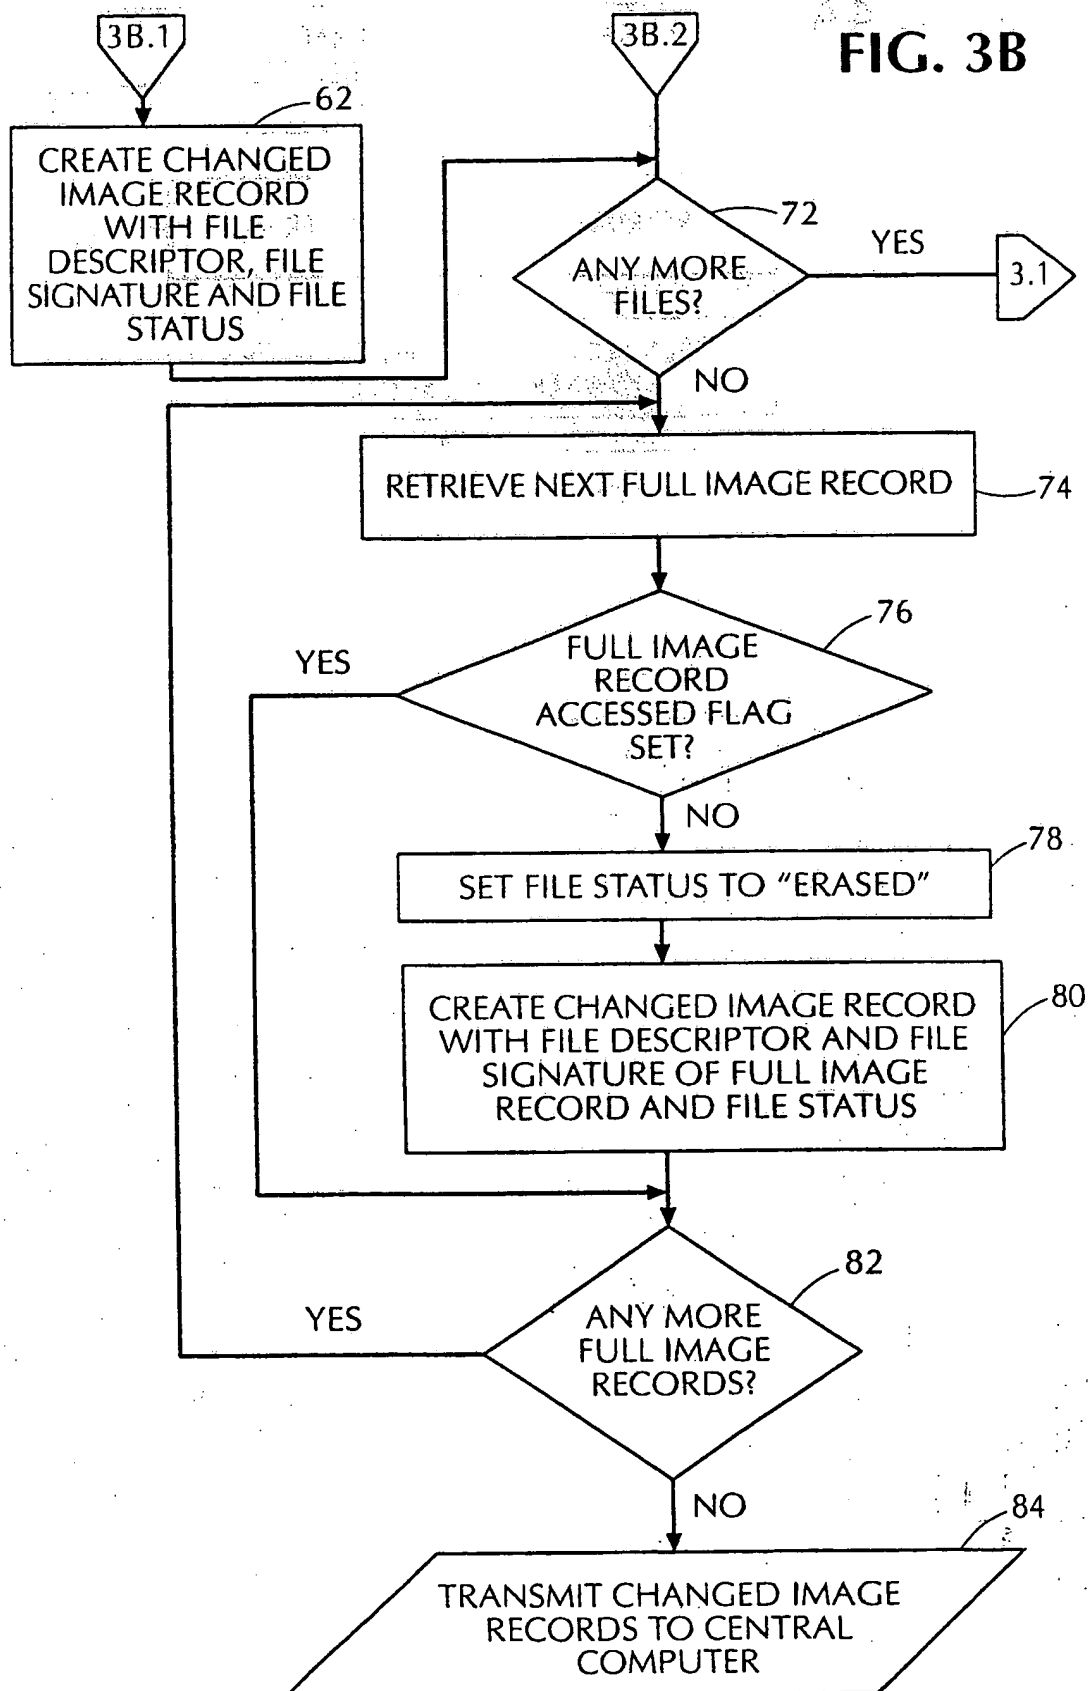 3B.1
3B.2
FIG. 3B
62
CREATE CHANGED
IMAGE RECORD
WITH FILE
DESCRIPTOR, FILE
SIGNATURE AND FILE
STATUS
72
ANY MORE
FILES?
YES
3.1
NO
RETRIEVE NEXT FULL IMAGE RECORD
74
76
FULL IMAGE
RECORD
ACCESSED FLAG
SET?
YES
NO
78
SET FILE STATUS TO “ERASED”
80
CREATE CHANGED IMAGE RECORD
WITH FILE DESCRIPTOR AND FILE
SIGNATURE OF FULL IMAGE
RECORD AND FILE STATUS
82
ANY MORE
FULL IMAGE
RECORDS?
YES
NO
84
TRANSMIT CHANGED IMAGE
RECORDS TO CENTRAL
COMPUTER